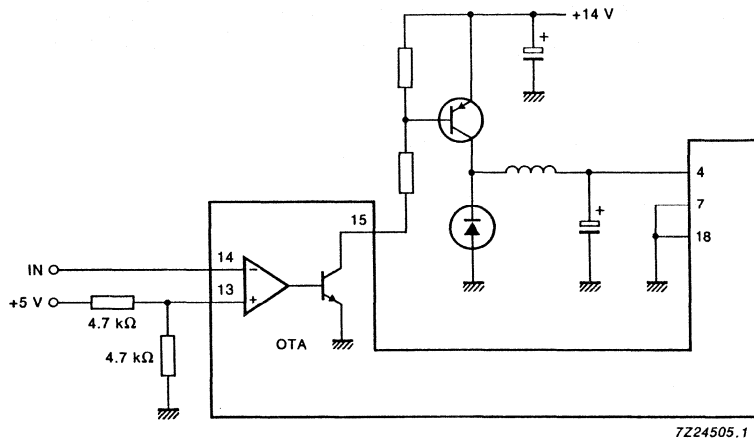 +14 V
+
4
15
7
+
18
14
IN
−
13
+5 V
+
4.7 kΩ
OTA
4.7 kΩ
7Z24505.1